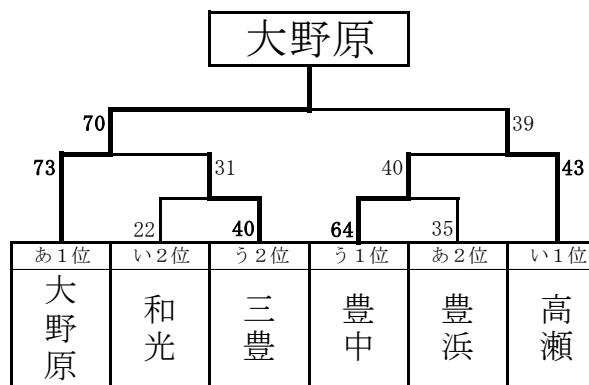 大野原
70 39
73 31 40 43
22 40 64 35
あ1位 い2位 う2位 う1位 あ2位 い1位
大野原 和光 三豊 豊中 豊浜 高瀬